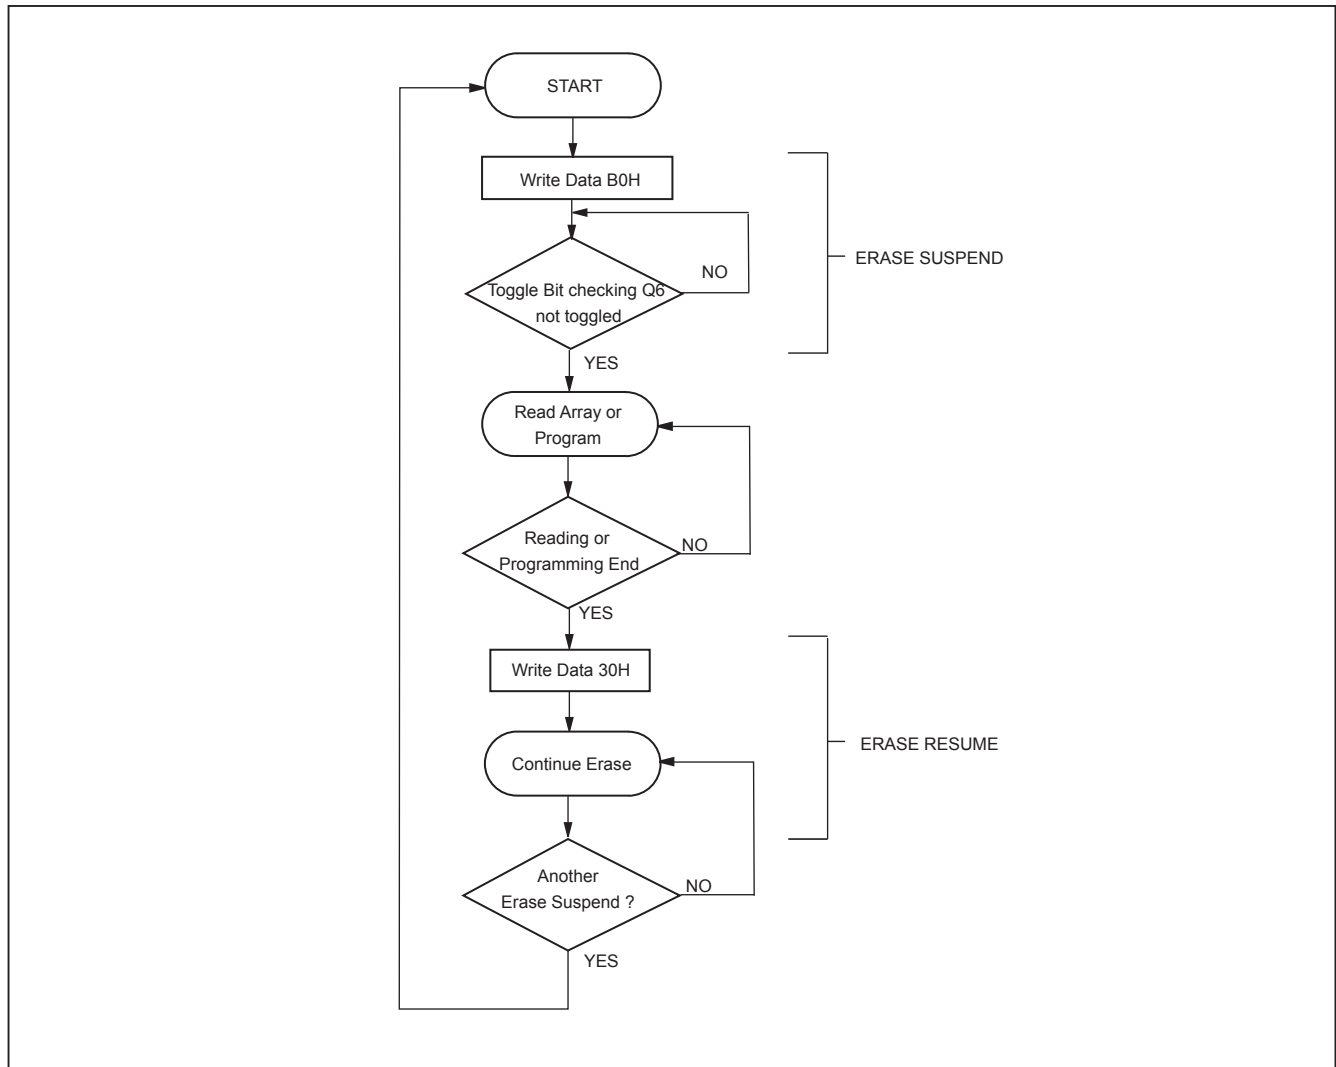 START
Write Data B0H
ERASE SUSPEND
NO
Toggle Bit checking Q6
not toggled
YES
Read Array or
Program
Reading or
NO
Programming End
YES
Write Data 30H
ERASE RESUME
Continue Erase
Another
NO
Erase Suspend ?
YES